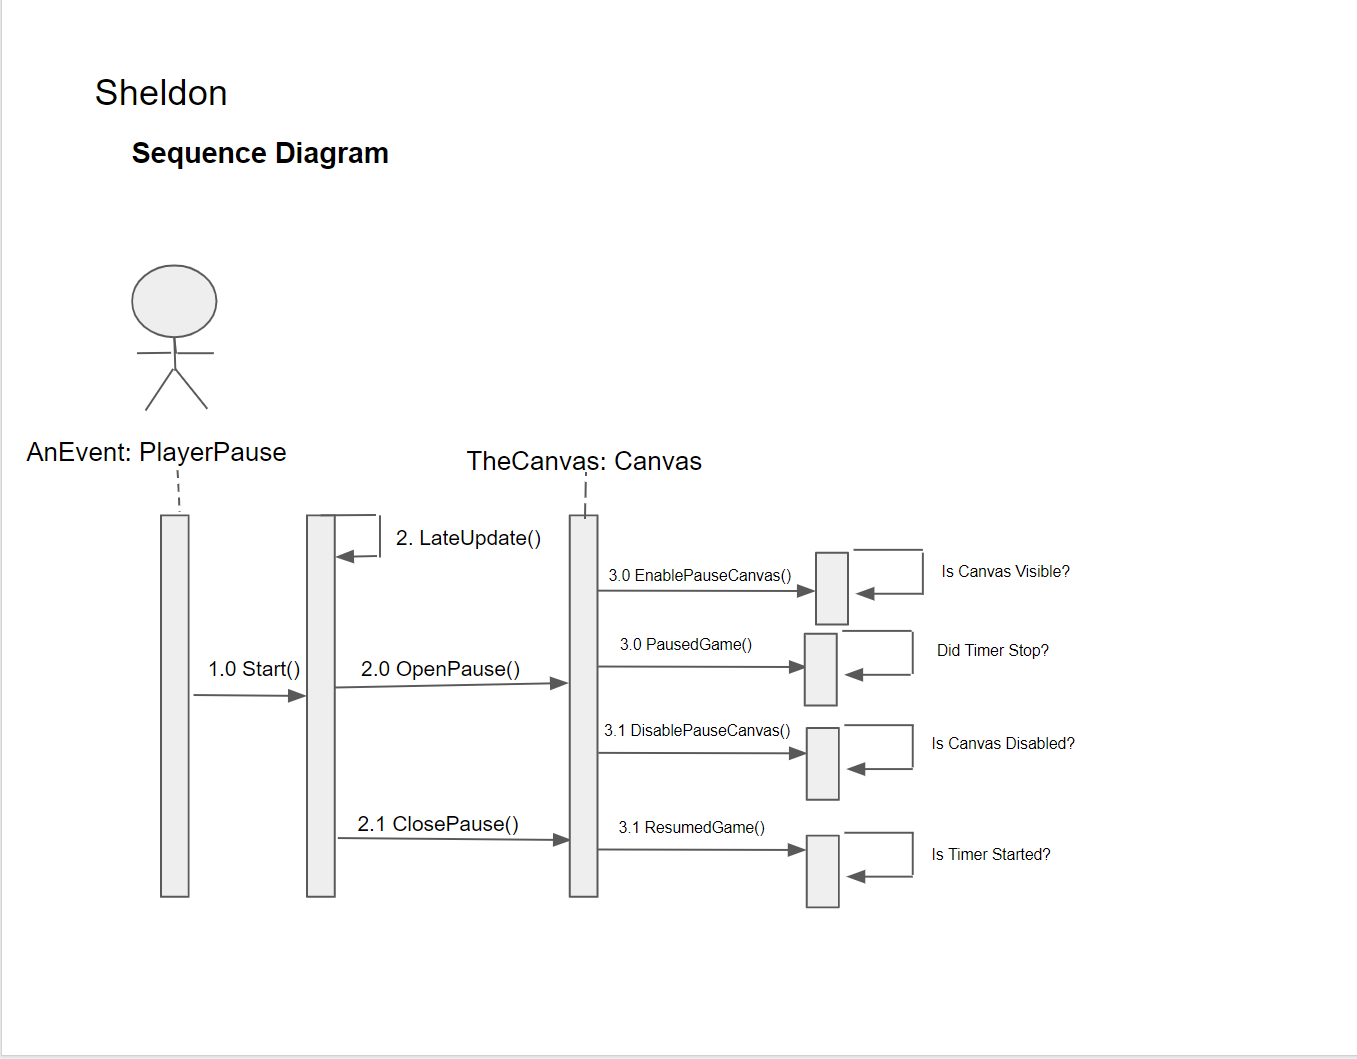 Sheldon
Sequence Diagram
AnEvent: PlayerPause
TheCanvas: Canvas
2. LateUpdate()
3.0 EnablePauseCanvas()
Is Canvas Visible?
3.0 PausedGame()
Did Timer Stop?
1.0 Start()
2.0 OpenPause()
3.1 DisablePauseCanvas()
Is Canvas Disabled?
2.1 ClosePause()
3.1 ResumedGame()
Is Timer Started?